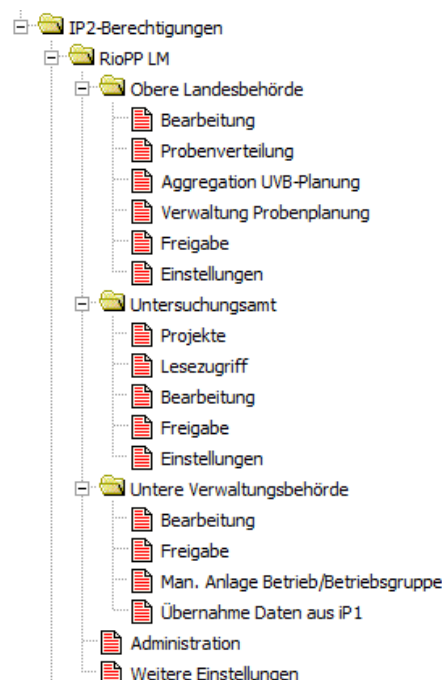 IP2-Berechtigungen
RioPP LM
Obere Landesbehörde
Bearbeitung
Probenverteilung
Aggregation UVB-Planung
Verwaltung Probenplanung
Freigabe
Einstellungen
Untersuchungsamt
Projekte
Lesezugriff
Bearbeitung
Freigabe
Einstellungen
Untere Verwaltungsbehörde
Bearbeitung
Freigabe
Man. Anlage Betrieb/Betriebsgruppe
Übernahme Daten aus iP1
Administration
Weitere Einstellungen